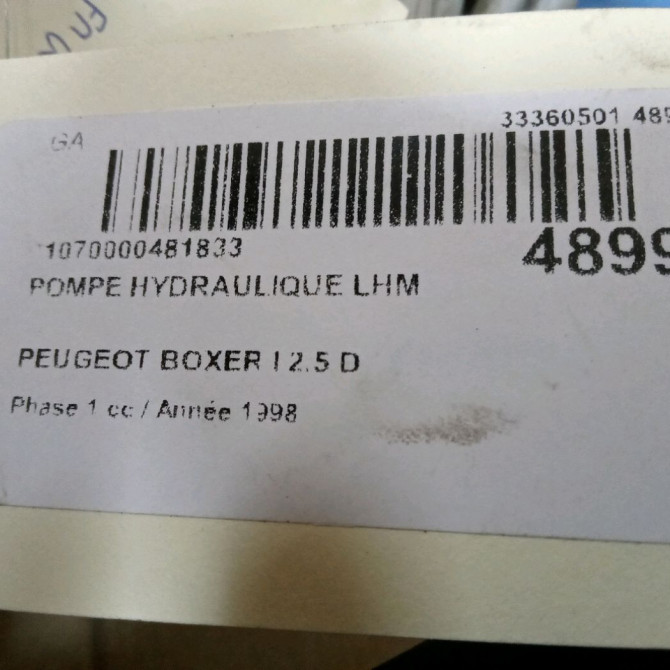 GA
33360501 489
1070000481833
4899
POMPE HYDRAULIQUE LHM
PEUGEOT BOXER I 2.5 D
Phase 1 cc / Année 1998